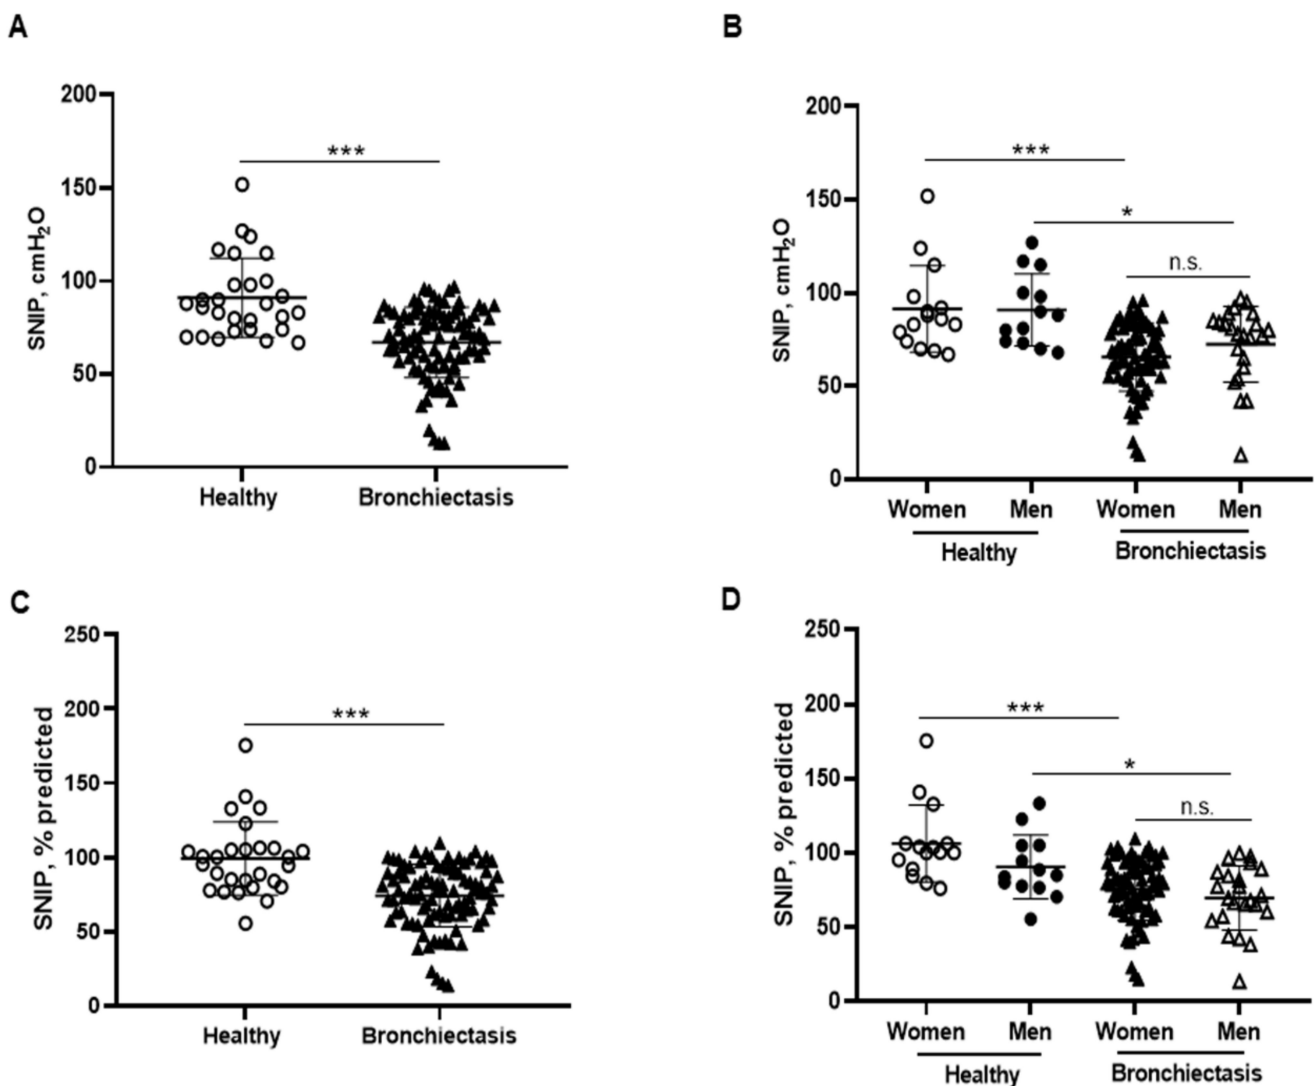 A
SNIP, cmH2O
200
150
100
50
0
***
Healthy
Bronchiectasis
B
SNIP, cmH2O
200
150
100
50
0
***
*
n.s.
Women
Men
Women
Men
Healthy
Bronchiectasis
C
SNIP, % predicted
250
200
150
100
50
0
***
Healthy
Bronchiectasis
D
SNIP, % predicted
250
200
150
100
50
0
***
*
n.s.
Women
Men
Women
Men
Healthy
Bronchiectasis